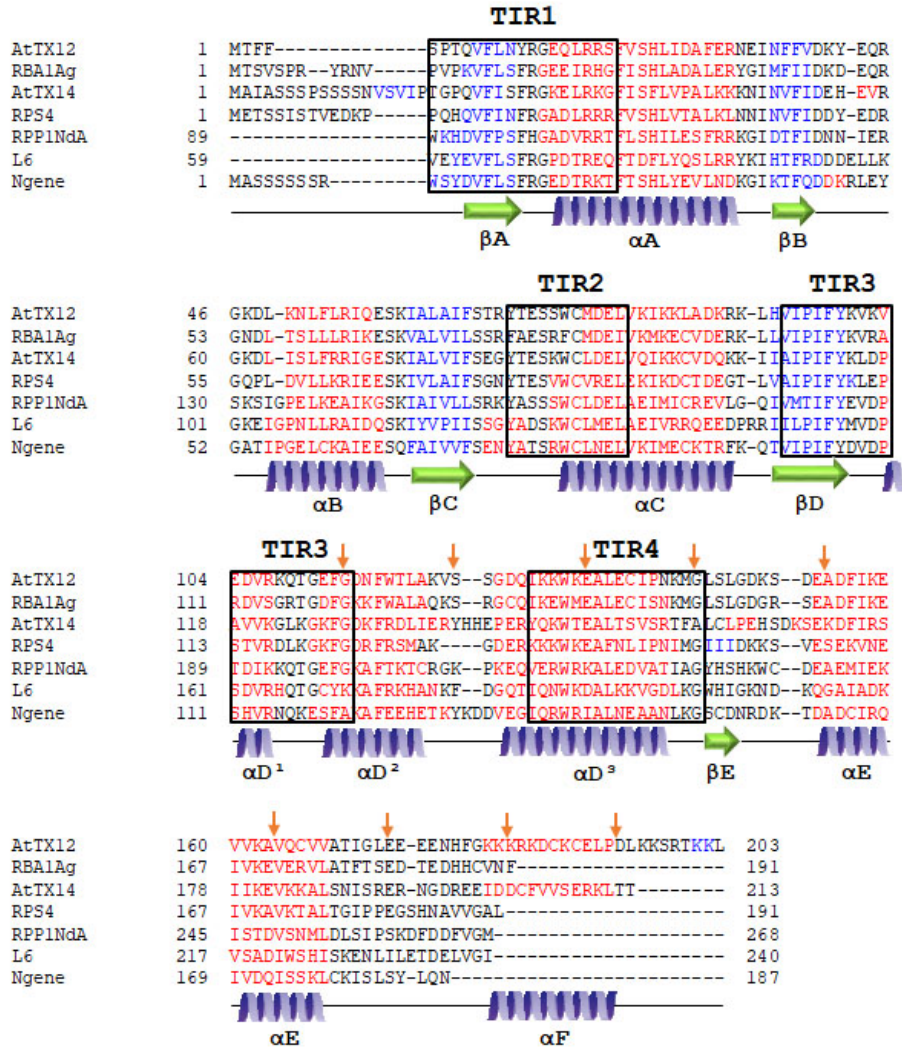 TIR1
AtTX12 1 MTFF--------------SPTQVFLNYRGEQLRRSFVSHLIDAFERNEINFFVDKY-EQR
RBA1Ag 1 MTSVSPR--YRNV-----PVPKVFLSFRGEEIRHGFISHLADALERYGIMFIIDKD-EQR
AtTX14 1 MAIASSSPSSSSNVSVIPTGPQVFISFRGKELRKGFISFLVPALKKKNINVFIDEH-EVR
RPS4 1 METSSISTVEDKP-----PQHQVFINFRGADLRRRFVSHLVTALKLNNINVFIDDY-EDR
RPP1NdA 89 ------------------WKHDVFPSFHGADVRRTFLSHILESFRRKGIDTFIDNN-IER
L6 59 ------------------VEYEVFLSFRGPDTREQFTDFLYQSLRRYKIHTFRDDDELLK
Ngene 1 MASSSSSSR---------WSYDVFLSFRGEDTRKTFTSHLYEVLNDKGIKTFQDDKRLEY
βA αA βB
TIR2 TIR3
AtTX12 46 GKDL-KNLFLRIQESKIALAIFSTRYTESSWCMDELVKIKKLADKRK-LHVIPIFYKVKV
RBA1Ag 53 GNDL-TSLLLRIKESKVALVILSSRFAESRFCMDEIVKMKECVDERK-LLVIPIFYKVRA
AtTX14 60 GKDL-ISLFRRIGESKIALVIFSEGYTESKWCLDELVQIKKCVDQKK-IIAIPIFYKLDP
RPS4 55 GQPL-DVLLKRIEESKIVLAIFSGNYTESVWCVRELEKIKDCTDEGT-LVAIPIFYKLEP
RPP1NdA 130 SKSIGPELKEAIKGSKIAIVLLSRKYASSSWCLDELAEIMICREVLG-QIVMTIFYEVDP
L6 101 GKEIGPNLLRAIDQSKIYVPIISSGYADSKWCLMELAEIVRRQEEDPRRIILPIFYMVDP
Ngene 52 GATIPGELCKAIEESQFAIVVFSENYATSRWCLNELVKIMECKTRFK-QTVIPIFYDVDP
αB βC αC βD
TIR3 TIR4
AtTX12 104 EDVRKQTGEFGDNFWTLAKVS-SGDQIKKWKEALECIPNKMGLSLGDKS-DEADFIKE
RBA1Ag 111 RDVSGRTGDFGKKFWALAQKS-RGCQIKEWMEALECISNKMGLSLGDGR-SEADFIKE
AtTX14 118 AVVKGLKGKFGDKFRDLIERYHHEPERYQKWTEALTSVSRTFALCLPEHSDKSEKDFIRS
RPS4 113 STVRDLKGKFGDRFRSMAK----GDERKKKWKEAFNLIPNIMGIIIDKKS-VESEKVNE
RPP1NdA 189 TDIKKQTGEFGKAFTKTCRGK-PKEQVERWRKALEDVATIAGYHSHKWC-DEAEMIEK
L6 161 SDVRHQTGCYKKAFRKHANKF-DGQTIQNWKDALKKVGDLKGWHIGKND-KQGAIADK
Ngene 111 SHVRNQKESFAKAFEEHETKYKDDVEGIQRWRIALNEAANLKGSCDNRDK-TDADCIRQ
αD¹ αD² αD³ βE αE
AtTX12 160 VVKAVQCVVATIGLEE-EENHFGKKKRKDCKCELPDLKKSRTKKL 203
RBA1Ag 167 IVKEVERVLATFTSED-TEDHHCVNF------------------- 191
AtTX14 178 IIKEVKKALSNISRER-NGDREEIDDCFVVSERKLTT-------- 213
RPS4 167 IVKAVKTALTGIPPEGSHNAVVGAL-------------------- 191
RPP1NdA 245 ISTDVSNMLDLSIPSKDFDDFVGM--------------------- 268
L6 217 VSADIWSHISKENLILETDELVGI--------------------- 240
Ngene 169 IVDQISSKLCKISLSY-LQN------------------------- 187
αE αF